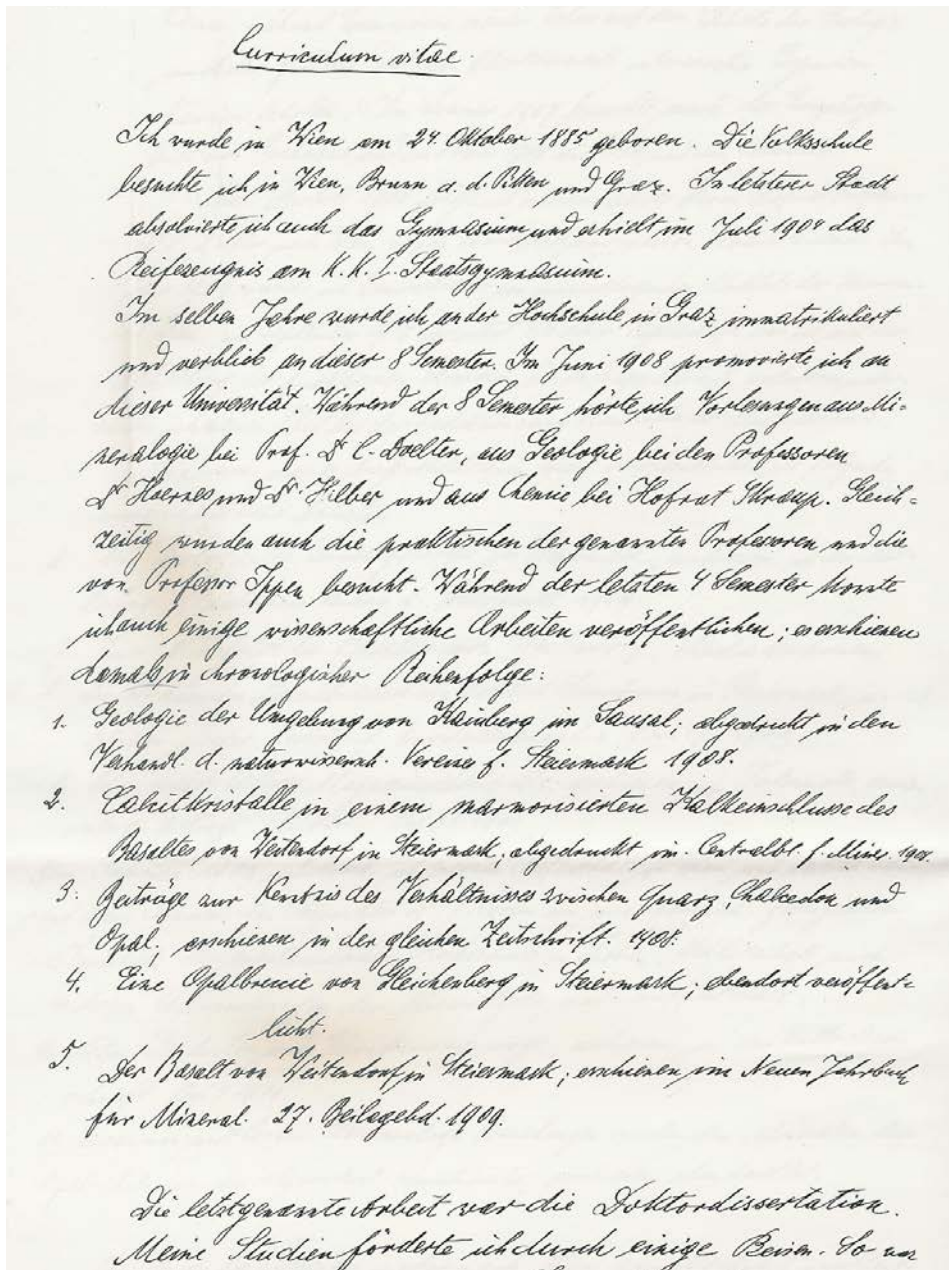 Curriculum vitae.
Ich wurde in Wien am 24. Oktober 1885 geboren. Die Volksschule
besuchte ich in Wien, Brunn a. d. Pitten und Graz. In letzterer Stadt
absolvierte ich auch das Gymnasium und erhielt im Juli 1904 das
Reifezeugnis am K. K. I. Staatsgymnasium.
Im selben Jahre wurde ich an der Hochschule in Graz immatrikuliert
und verblieb an dieser 8 Semester. Im Juni 1908 promovierte ich an
dieser Universität. Während der 8 Semester hörte ich Vorlesungen aus Mi-
neralogie bei Prof. Dr C. Doelter, aus Geologie bei den Professoren
Dr Hoernes und Dr. Hilber und aus Chemie bei Hofrat Skraup. Gleich-
zeitig wurden auch die praktischen der genannten Professoren und die
von Professor Ippen besucht. Während der letzten 4 Semester konnte
ich auch einige wissenschaftliche Arbeiten veröffentlichen; es erschienen
damals in chronologischer Reihenfolge:
1. Geologie der Umgebung von Hainberg im Sausal; abgedruckt in den
Verhandl. d. naturwissensch. Vereines f. Steiermark 1908.
2. Calcitkristalle in einem marmorisierten Kalkeinschlusse des
Basaltes von Weitendorf in Steiermark, abgedruckt im Centralbl. f. Miner. 1908.
3. Beiträge zur Kenntnis des Verhältnisses zwischen Quarz, Chalcedon und
Opal; erschienen in der gleichen Zeitschrift. 1908.
4. Eine Opalbreccie von Gleichenberg in Steiermark; ebendort veröffent-
licht.
5. Der Basalt von Weitendorf in Steiermark; erschienen im Neuen Jahrbuch
für Mineral. 27. Beilagebd. 1909.
Die letztgenannte Arbeit war die Doktordissertation.
Meine Studien förderte ich durch einige Reisen. So war